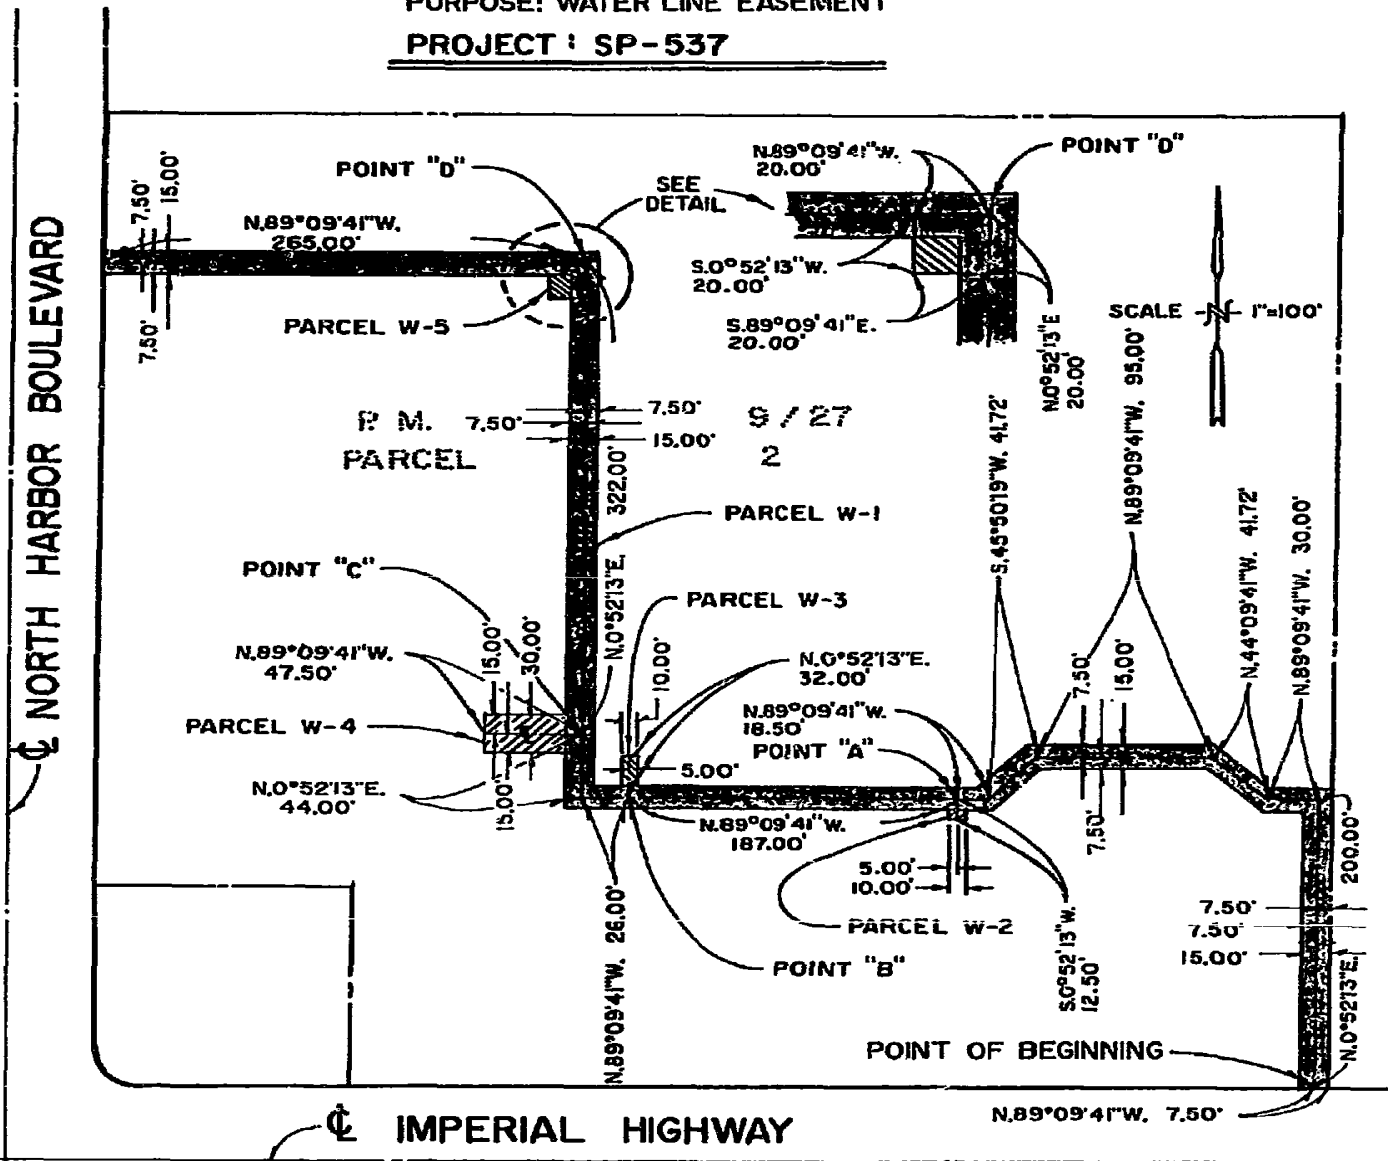 PURPOSE: WATER LINE EASEMENT
PROJECT : SP-537
POINT "D"
N.89°09'41"W.
20.00'
POINT "D"
SEE
DETAIL
7.50'
15.00'
N.89°09'41"W.
265.00'
7.50'
S.0°52'13"W.
20.00'
S.89°09'41"E.
20.00'
N.0°52'13"E
20.00'
SCALE
1"=100'
PARCEL W-5
NORTH HARBOR BOULEVARD
P. M.
9 / 27
PARCEL
2
7.50'
7.50'
15.00'
322.00'
N.0°52'13"E.
PARCEL W-1
POINT "C"
PARCEL W-3
S.45°50'19"W. 41.72'
N.89°09'41"W. 95.00'
N.44°09'41"W. 41.72'
N.89°09'41"W. 30.00'
N.89°09'41"W.
47.50'
15.00'
30.00'
10.00'
N.0°52'13"E.
32.00'
N.89°09'41"W.
18.50'
POINT "A"
7.50'
15.00'
PARCEL W-4
5.00'
N.0°52'13"E.
44.00'
15.00'
N.89°09'41"W.
187.00'
7.50'
5.00'
10.00'
PARCEL W-2
POINT "B"
N.89°09'41"W. 26.00'
S.0°52'13"W.
12.50'
200.00'
7.50'
7.50'
15.00'
N.0°52'13"E.
POINT OF BEGINNING
N.89°09'41"W. 7.50'
℄ IMPERIAL HIGHWAY
℄